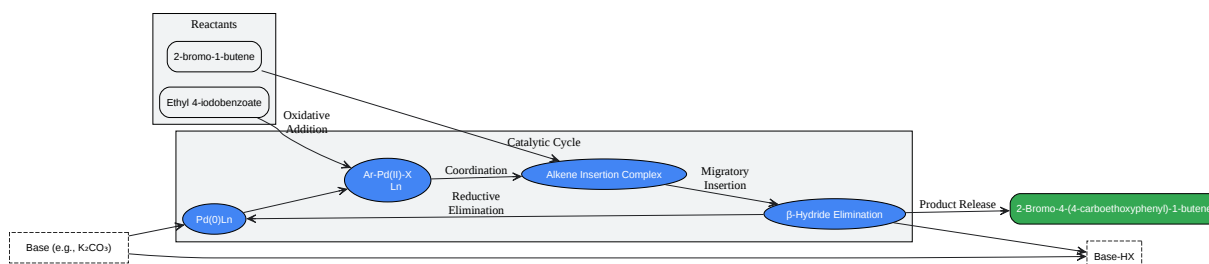 Reactants
2-bromo-1-butene
Ethyl 4-iodobenzoate
Oxidative
Addition
Catalytic Cycle
Ar-Pd(II)-X
Ln
Coordination
Alkene Insertion Complex
Migratory
Insertion
Reductive
Elimination
Pd(0)Ln
β-Hydride Elimination
Product Release
2-Bromo-4-(4-carboethoxyphenyl)-1-butene
Base (e.g., K₂CO₃)
Base-HX